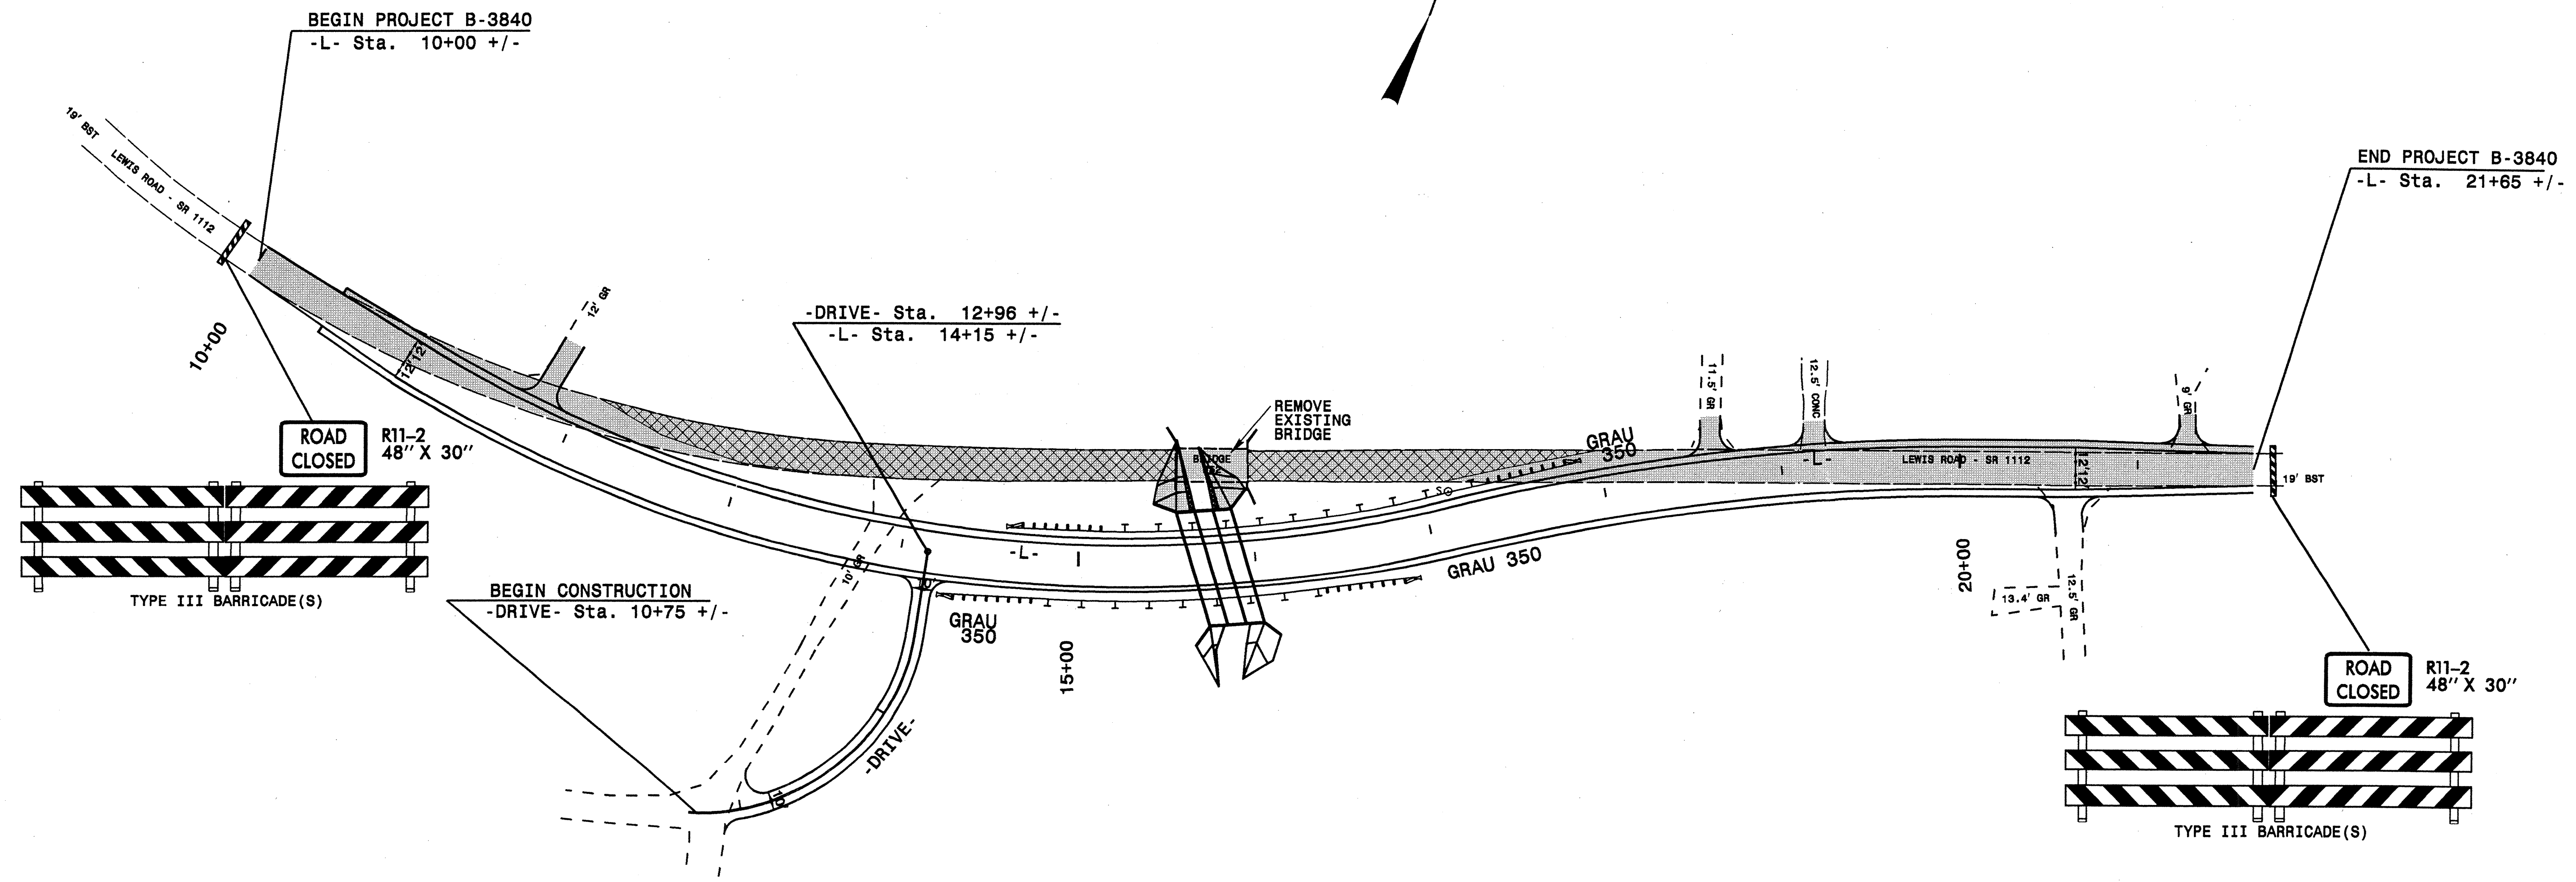 BEGIN PROJECT B-3840
-L- Sta. 10+00 +/-
19' BST
LEWIS ROAD - SR 1112
10+00
ROAD
CLOSED
R11-2
48" X 30"
TYPE III BARRICADE(S)
12' 12'
12' GR
-DRIVE- Sta. 12+96 +/-
-L- Sta. 14+15 +/-
BEGIN CONSTRUCTION
-DRIVE- Sta. 10+75 +/-
10' GR
10'
-DRIVE-
GRAU
350
-L-
15+00
REMOVE
EXISTING
BRIDGE
BRIDGE
S
GRAU
350
GRAU 350
11.5' GR
12.5' CONC
9' GR
-L-
LEWIS ROAD - SR 1112
12' 12'
19' BST
20+00
13.4' GR
12.5' GR
END PROJECT B-3840
-L- Sta. 21+65 +/-
ROAD
CLOSED
R11-2
48" X 30"
TYPE III BARRICADE(S)